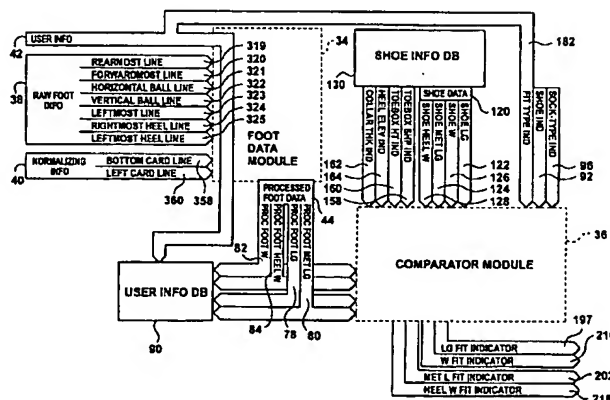 USER INFO
42
38
RAW FOOT
INFO
REARMOST LINE
FORWARDMOST LINE
HORIZONTAL BALL LINE
VERTICAL BALL LINE
LEFTMOST LINE
RIGHTMOST HEEL LINE
LEFTMOST HEEL LINE
319
320
321
322
323
324
325
34
FOOT
DATA
MODULE
40
NORMALIZING
INFO
BOTTOM CARD LINE
LEFT CARD LINE
360
358
PROCESSED
FOOT DATA
44
PROC FOOT W
PROC FOOT HEEL W
PROC FOOT LG
PROC FOOT MET LG
82
84
78
80
USER INFO DB
90
SHOE INFO DB
130
SHOE DATA
120
COLLAR THK IND
HEEL ELEV IND
TOEBOX HT IND
TOEBOX SHP IND
SHOE HEEL W
SHOE MET LG
SHOE W
SHOE LG
162
164
160
158
122
126
124
128
182
FIT TYPE IND
SHOE IND
SOCK-TYPE IND
96
92
36
COMPARATOR MODULE
197
LG FIT INDICATOR
W FIT INDICATOR
MET L FIT INDICATOR
202
HEEL W FIT INDICATOR